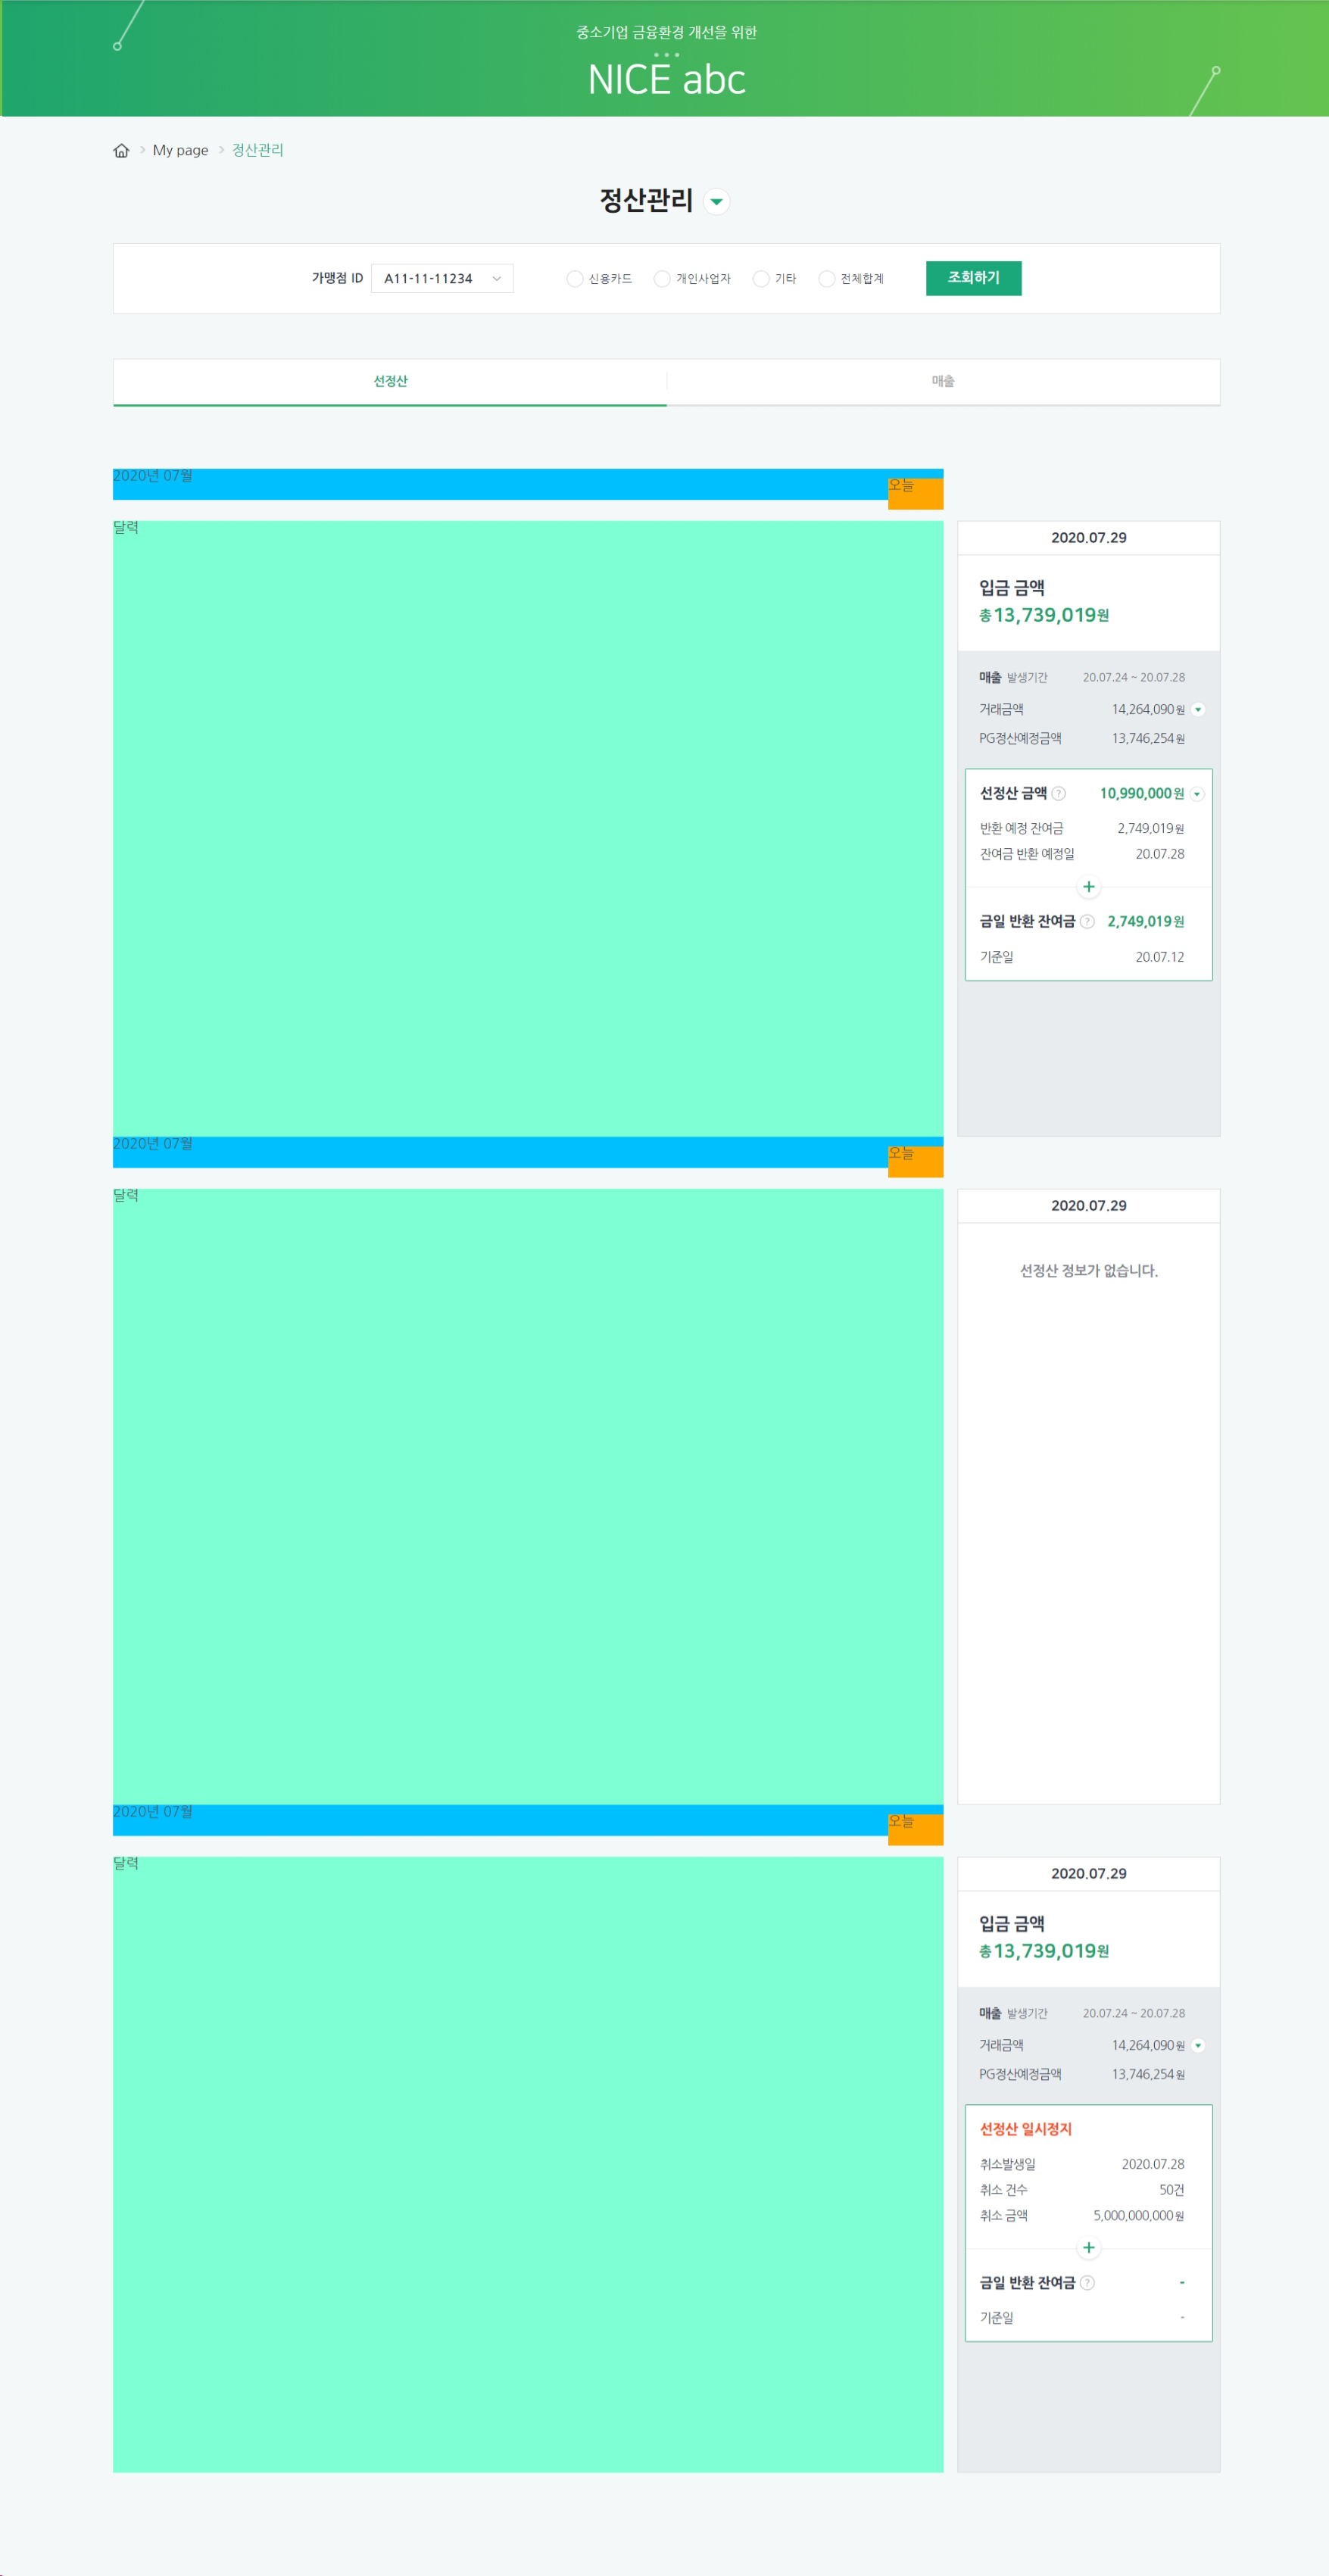 중소기업 금융환경 개선을 위한
NICE abc
My page 정산관리
정산관리
가맹점 ID A11-11-11234 신용카드 개인사업자 기타 전체합계 조회하기
선정산 매출
2020년 07월
오늘
달력
2020.07.29
입금 금액
총 13,739,019원
매출 발생기간 20.07.24 ~ 20.07.28
거래금액 14,264,090원
PG정산예정금액 13,746,254원
선정산 금액 ? 10,990,000원
반환 예정 잔여금 2,749,019원
잔여금 반환 예정일 20.07.28
+
금일 반환 잔여금 ? 2,749,019원
기준일 20.07.12
2020년 07월
오늘
달력
2020.07.29
선정산 정보가 없습니다.
2020년 07월
오늘
달력
2020.07.29
입금 금액
총 13,739,019원
매출 발생기간 20.07.24 ~ 20.07.28
거래금액 14,264,090원
PG정산예정금액 13,746,254원
선정산 일시정지
취소발생일 2020.07.28
취소 건수 50건
취소 금액 5,000,000,000원
+
금일 반환 잔여금 ? -
기준일 -